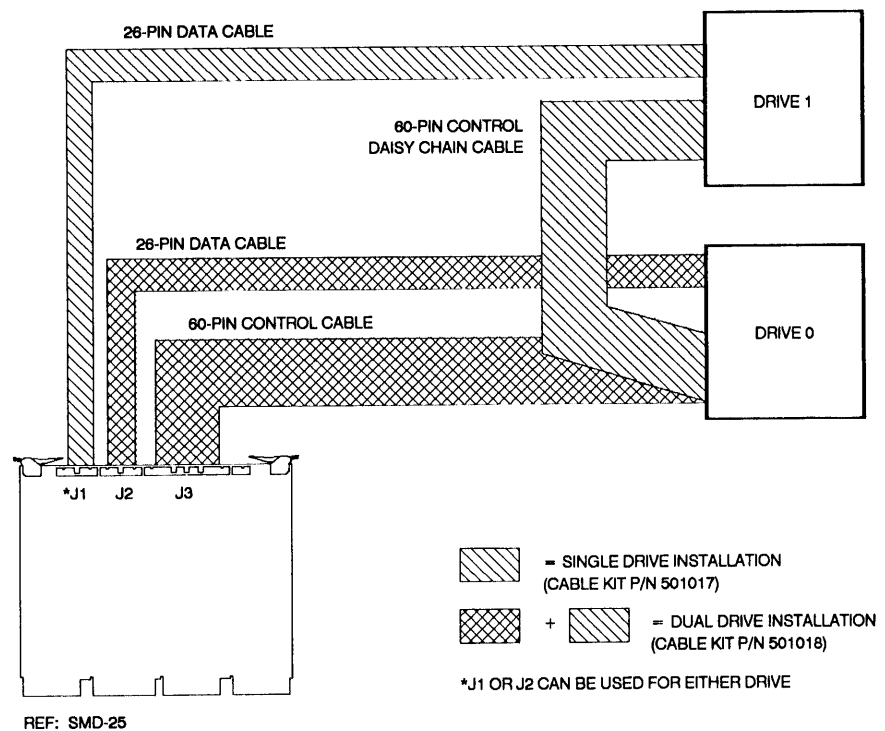 26-PIN DATA CABLE
DRIVE 1
60-PIN CONTROL
DAISY CHAIN CABLE
26-PIN DATA CABLE
60-PIN CONTROL CABLE
DRIVE 0
*J1
J2
J3
= SINGLE DRIVE INSTALLATION
(CABLE KIT P/N 501017)
+
= DUAL DRIVE INSTALLATION
(CABLE KIT P/N 501018)
*J1 OR J2 CAN BE USED FOR EITHER DRIVE
REF: SMD-25